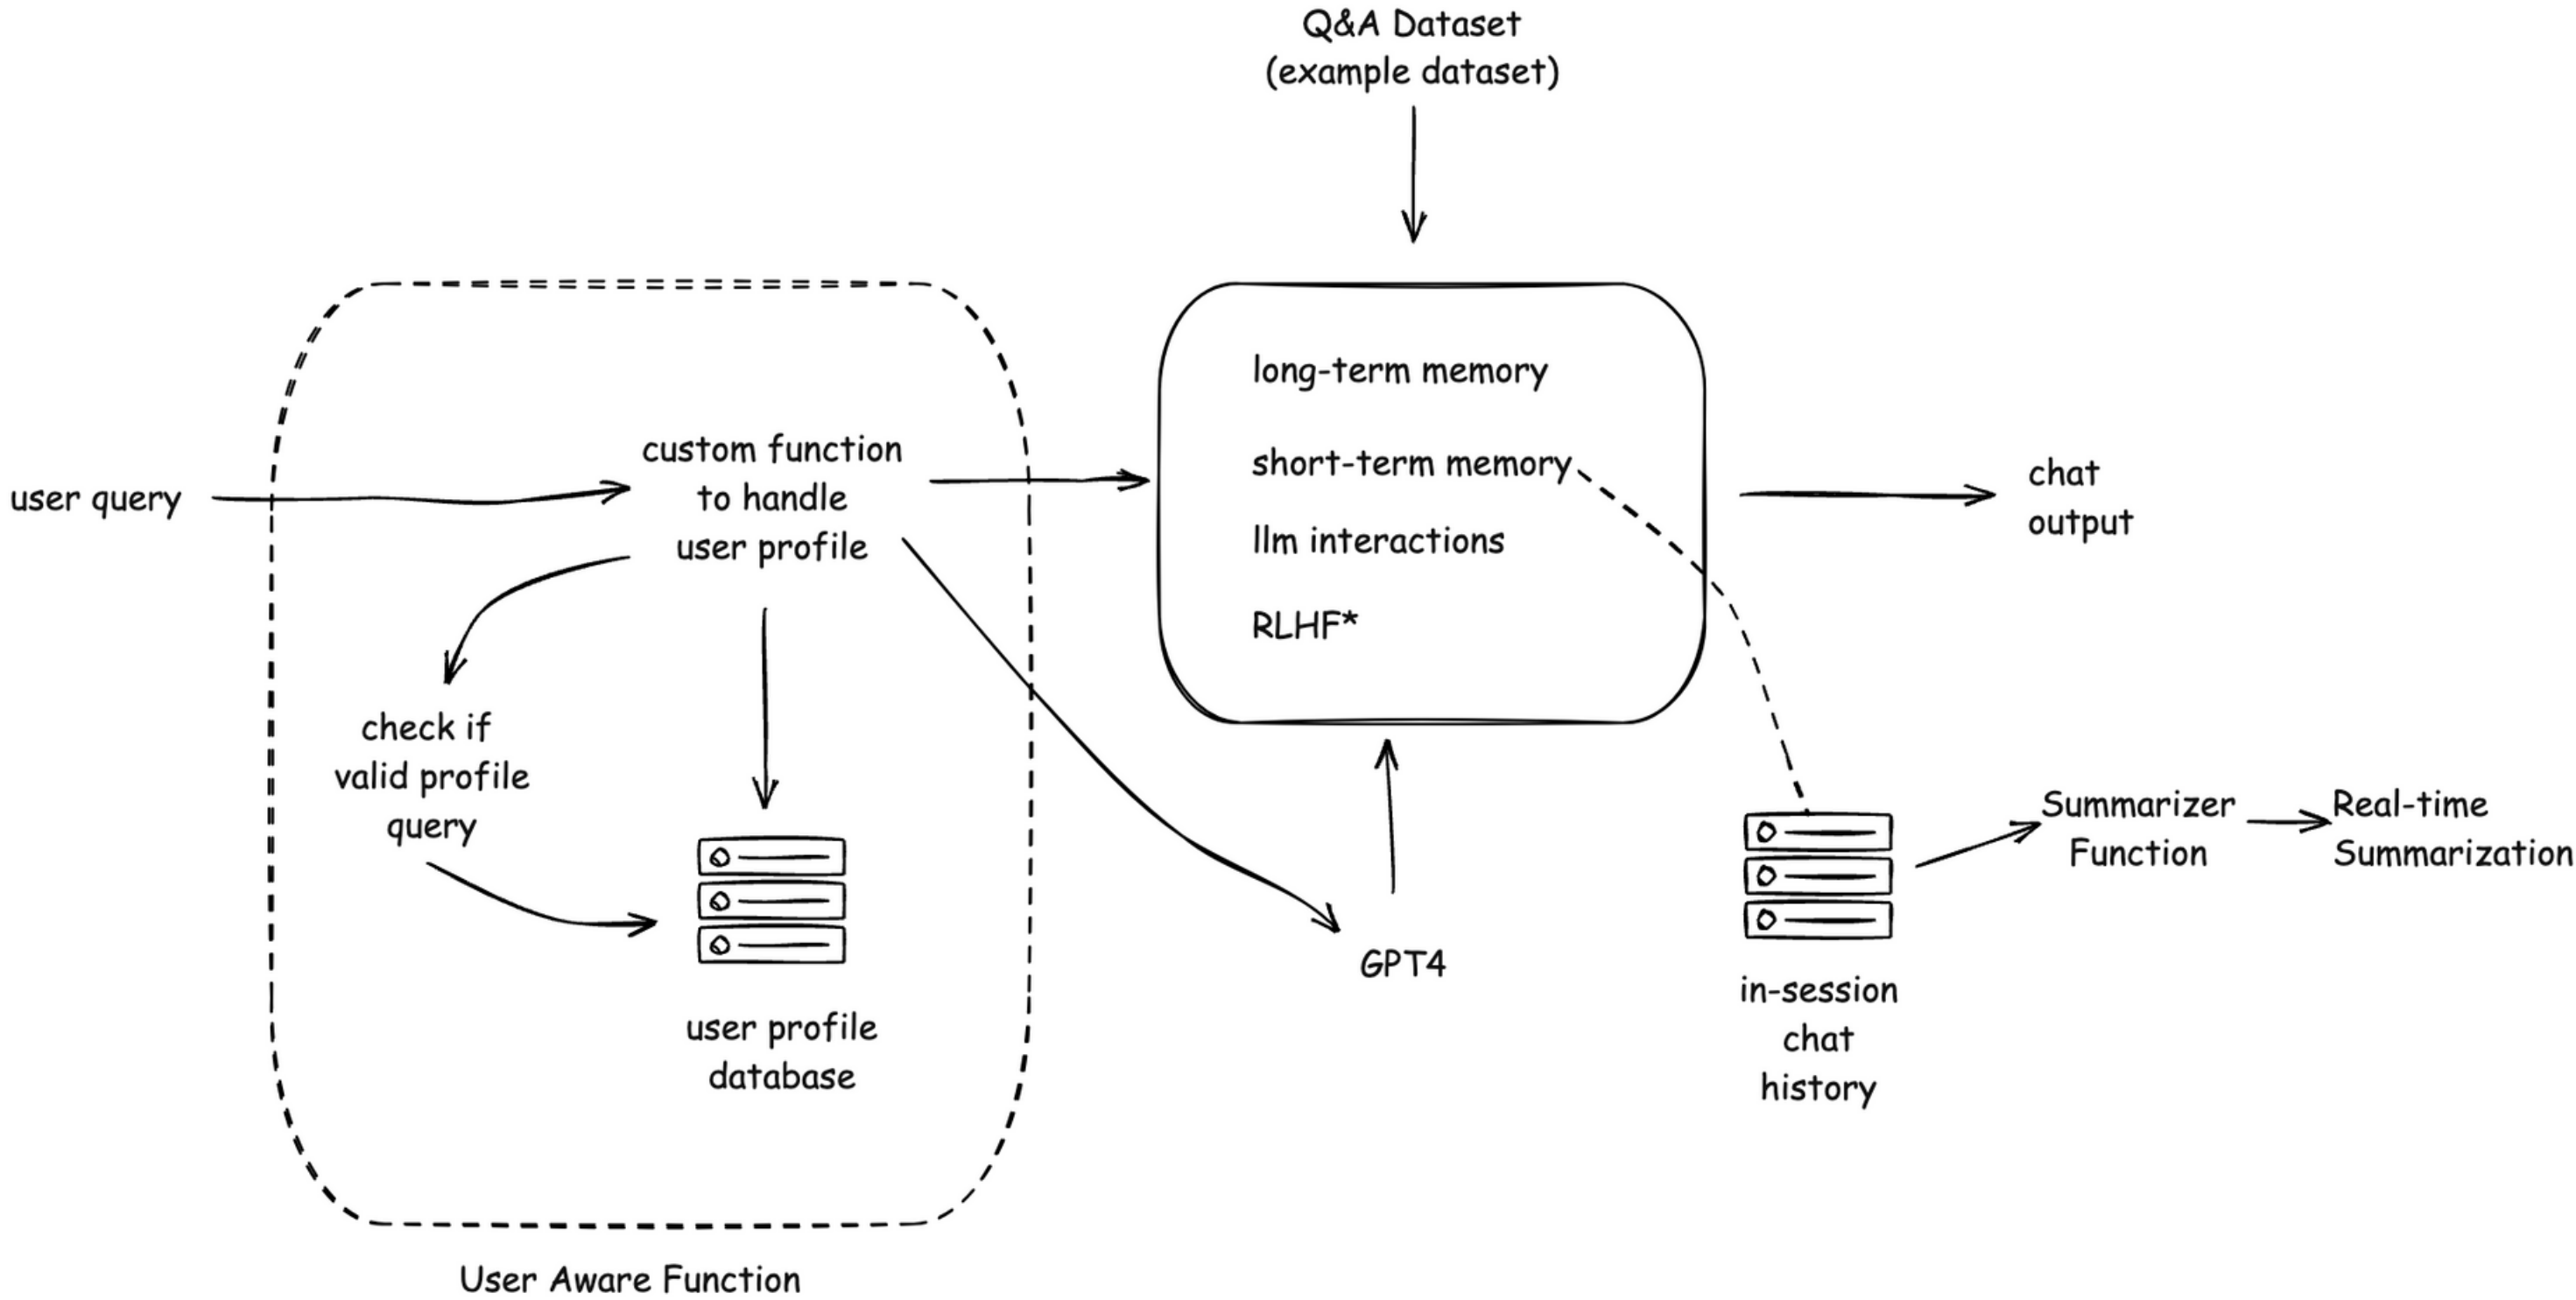 Q&A Dataset
(example dataset)
long-term memory
short-term memory
llm interactions
RLHF*
user query
custom function
to handle
user profile
chat
output
check if
valid profile
query
user profile
database
GPT4
in-session
chat
history
Summarizer
Function
Real-time
Summarization
User Aware Function